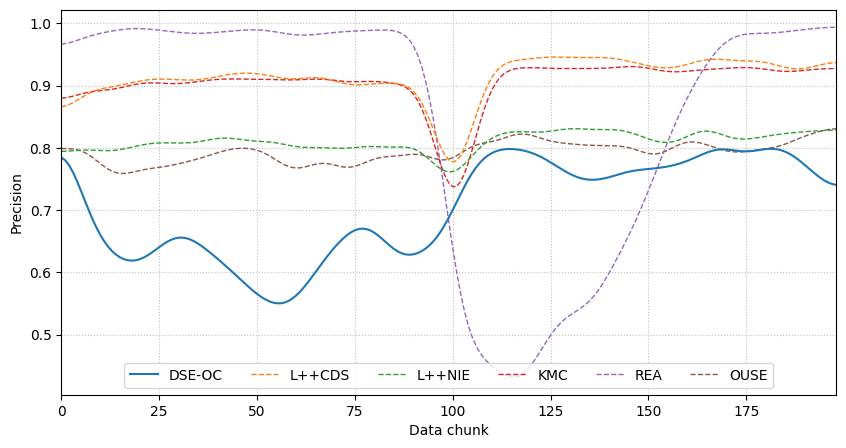 1.0
0.9
0.8
0.7
0.6
0.5
Precision
DSE-OC L++CDS L++NIE KMC REA OUSE
0 25 50 75 100 125 150 175
Data chunk